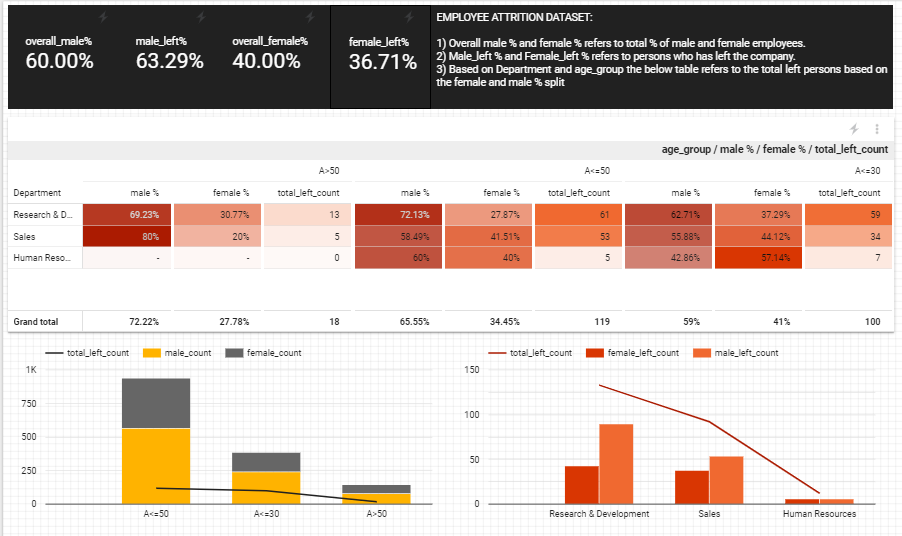 EMPLOYEE ATTRITION DATASET:
overall_male% male_left% overall_female% female_left%
60.00% 63.29% 40.00% 36.71%
1) Overall male % and female % refers to total % of male and female employees.
2) Male_left % and Female_left % refers to persons who has left the company.
3) Based on Department and age_group the below table refers to the total left persons based on
the female and male % split
age_group / male % / female % / total_left_count
A>50 A<=50 A<=30
Department male % female % total_left_count male % female % total_left_count male % female % total_left_count
Research & D... 69.23% 30.77% 13 72.13% 27.87% 61 62.71% 37.29% 59
Sales 80% 20% 5 58.49% 41.51% 53 55.88% 44.12% 34
Human Reso... - - 0 60% 40% 5 42.86% 57.14% 7
Grand total 72.22% 27.78% 18 65.55% 34.45% 119 59% 41% 100
total_left_count male_count female_count
1K
750
500
250
0
A<=50 A<=30 A>50
total_left_count female_left_count male_left_count
150
100
50
0
Research & Development Sales Human Resources